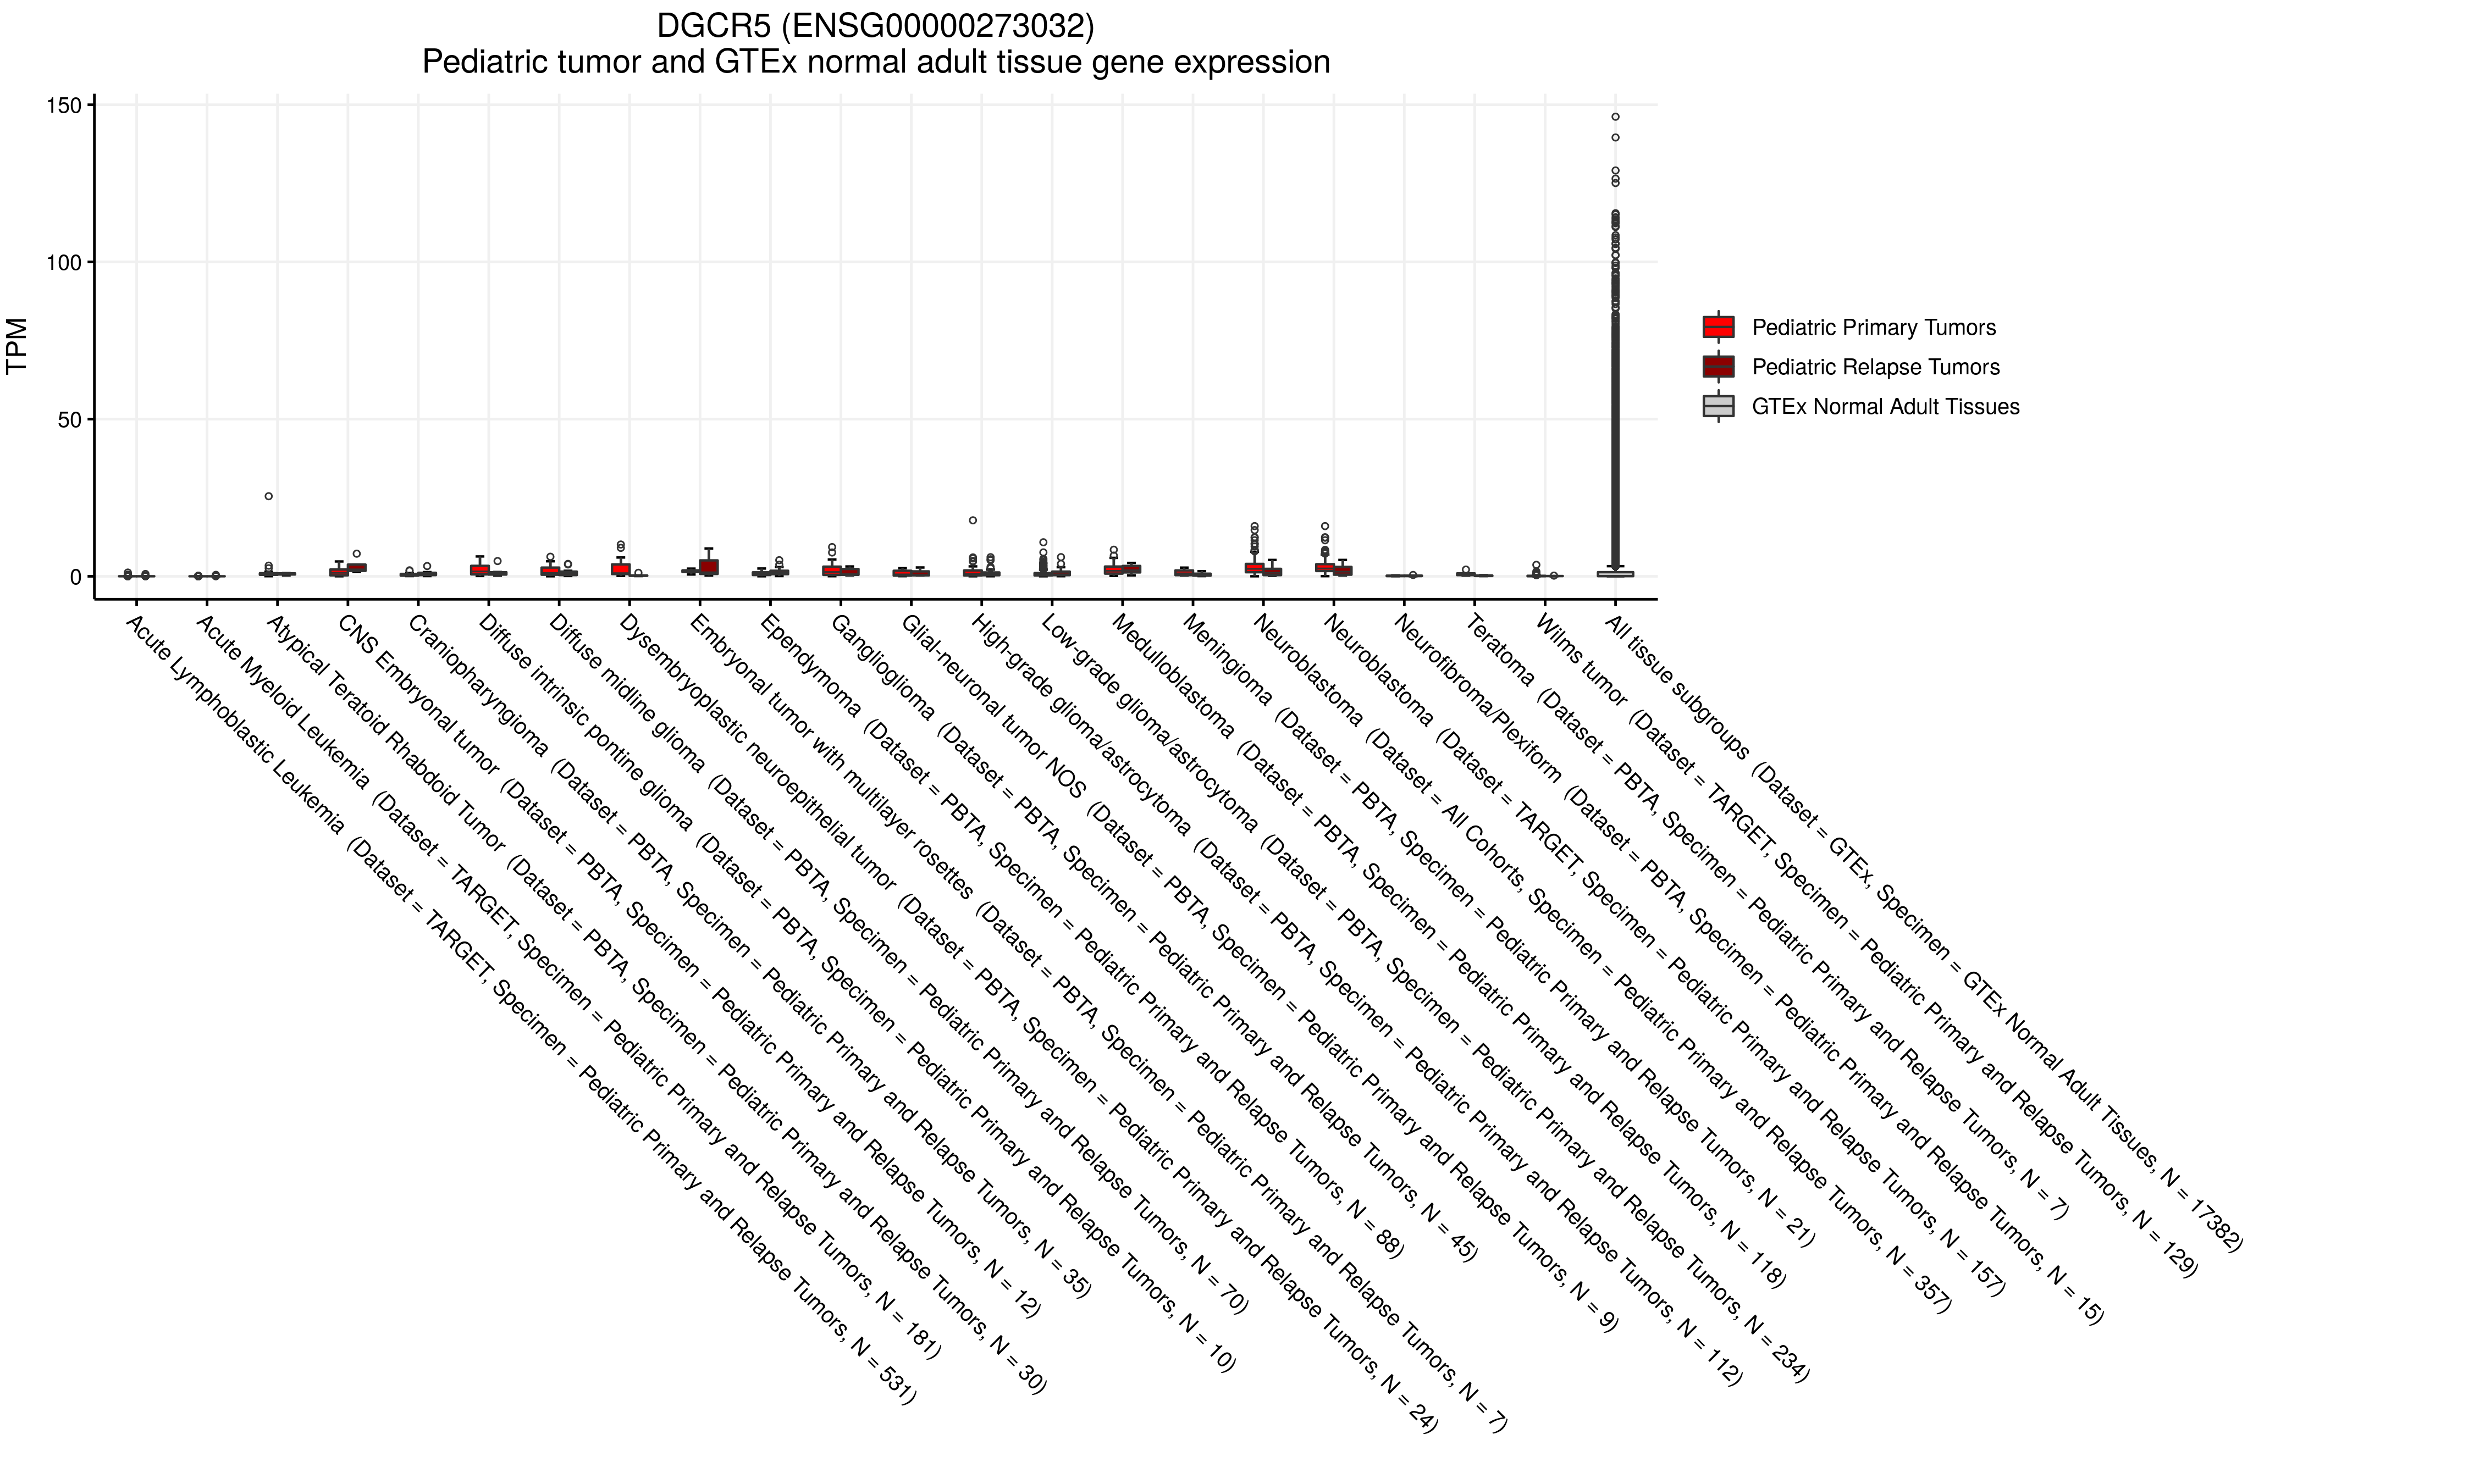 DGCR5 (ENSG00000273032)
Pediatric tumor and GTEx normal adult tissue gene expression
TPM
150
100
50
0
Pediatric Primary Tumors
Pediatric Relapse Tumors
GTEx Normal Adult Tissues
Acute Lymphoblastic Leukemia (Dataset = TARGET, Specimen = Pediatric Primary and Relapse Tumors, N = 531)
Acute Myeloid Leukemia (Dataset = TARGET, Specimen = Pediatric Primary and Relapse Tumors, N = 181)
Atypical Teratoid Rhabdoid Tumor (Dataset = PBTA, Specimen = Pediatric Primary and Relapse Tumors, N = 30)
CNS Embryonal tumor (Dataset = PBTA, Specimen = Pediatric Primary and Relapse Tumors, N = 12)
Craniopharyngioma (Dataset = PBTA, Specimen = Pediatric Primary and Relapse Tumors, N = 35)
Diffuse intrinsic pontine glioma (Dataset = PBTA, Specimen = Pediatric Primary and Relapse Tumors, N = 10)
Diffuse midline glioma (Dataset = PBTA, Specimen = Pediatric Primary and Relapse Tumors, N = 70)
Dysembryoplastic neuroepithelial tumor (Dataset = PBTA, Specimen = Pediatric Primary and Relapse Tumors, N = 24)
Embryonal tumor with multilayer rosettes (Dataset = PBTA, Specimen = Pediatric Primary and Relapse Tumors, N = 7)
Ependymoma (Dataset = PBTA, Specimen = Pediatric Primary and Relapse Tumors, N = 88)
Ganglioglioma (Dataset = PBTA, Specimen = Pediatric Primary and Relapse Tumors, N = 45)
Glial-neuronal tumor NOS (Dataset = PBTA, Specimen = Pediatric Primary and Relapse Tumors, N = 9)
High-grade glioma/astrocytoma (Dataset = PBTA, Specimen = Pediatric Primary and Relapse Tumors, N = 112)
Low-grade glioma/astrocytoma (Dataset = PBTA, Specimen = Pediatric Primary and Relapse Tumors, N = 234)
Medulloblastoma (Dataset = PBTA, Specimen = Pediatric Primary and Relapse Tumors, N = 118)
Meningioma (Dataset = PBTA, Specimen = Pediatric Primary and Relapse Tumors, N = 21)
Neuroblastoma (Dataset = All Cohorts, Specimen = Pediatric Primary and Relapse Tumors, N = 357)
Neuroblastoma (Dataset = TARGET, Specimen = Pediatric Primary and Relapse Tumors, N = 157)
Neurofibroma/Plexiform (Dataset = PBTA, Specimen = Pediatric Primary and Relapse Tumors, N = 15)
Teratoma (Dataset = PBTA, Specimen = Pediatric Primary and Relapse Tumors, N = 7)
Wilms tumor (Dataset = TARGET, Specimen = Pediatric Primary and Relapse Tumors, N = 129)
All tissue subgroups (Dataset = GTEx, Specimen = GTEx Normal Adult Tissues, N = 17382)